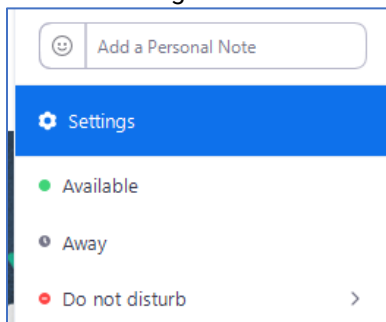 Add a Personal Note
Settings
Available
Away
Do not disturb